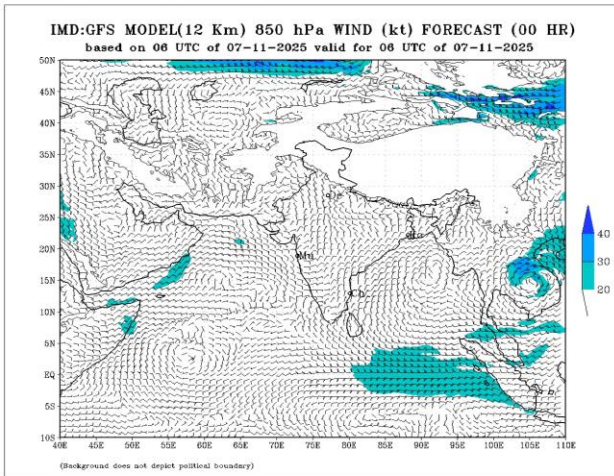 IMD:GFS MODEL(12 Km) 850 hPa WIND (kt) FORECAST (00 HR)
based on 06 UTC of 07-11-2025 valid for 06 UTC of 07-11-2025
50N
45N
40N
35N
30N
25N
20N
15N
10N
5N
EQ
5S
10S
40
30
20
Mu
40E 45E 50E 55E 60E 65E 70E 75E 80E 85E 90E 95E 100E 105E 110E
(Background does not depict political boundary)